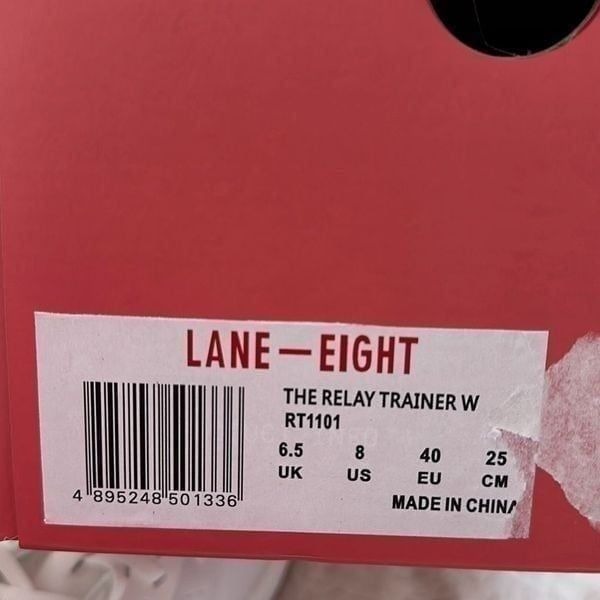 LANE—EIGHT
THE RELAY TRAINER W
RT1101
6.5 8 40 25
UK US EU CM
MADE IN CHINA
4 895248 501336